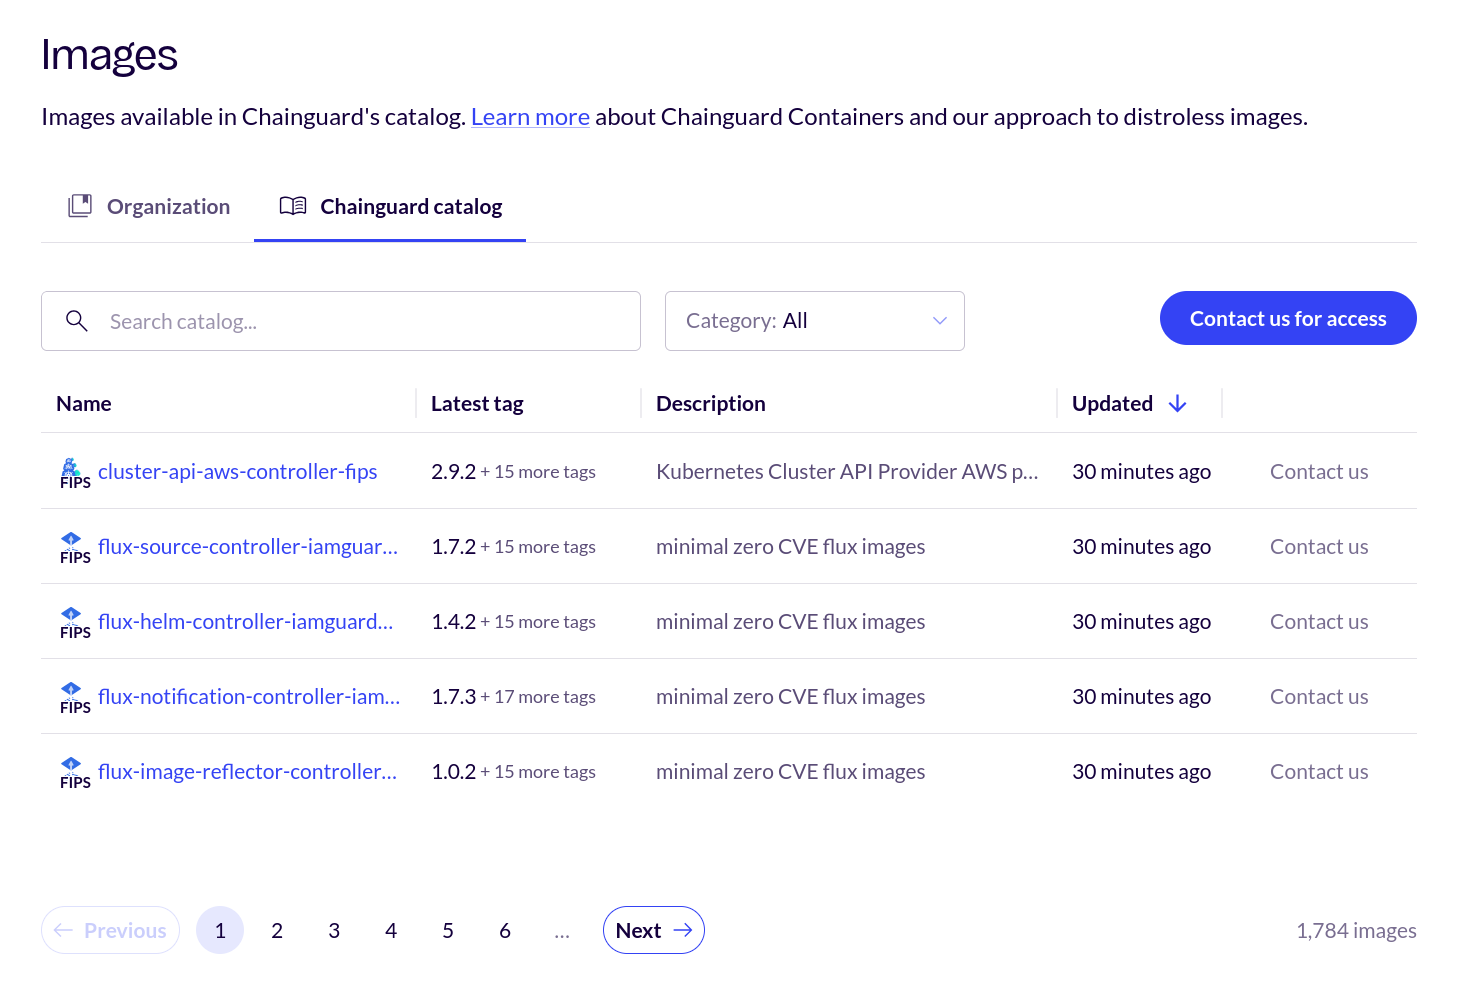 Images
Images available in Chainguard's catalog. Learn more about Chainguard Containers and our approach to distroless images.
Organization Chainguard catalog
Search catalog... Category: All Contact us for access
Name Latest tag Description Updated
FIPS cluster-api-aws-controller-fips 2.9.2 + 15 more tags Kubernetes Cluster API Provider AWS p... 30 minutes ago Contact us
FIPS flux-source-controller-iamguar... 1.7.2 + 15 more tags minimal zero CVE flux images 30 minutes ago Contact us
FIPS flux-helm-controller-iamguard... 1.4.2 + 15 more tags minimal zero CVE flux images 30 minutes ago Contact us
FIPS flux-notification-controller-iam... 1.7.3 + 17 more tags minimal zero CVE flux images 30 minutes ago Contact us
FIPS flux-image-reflector-controller... 1.0.2 + 15 more tags minimal zero CVE flux images 30 minutes ago Contact us
Previous 1 2 3 4 5 6 ... Next 1,784 images